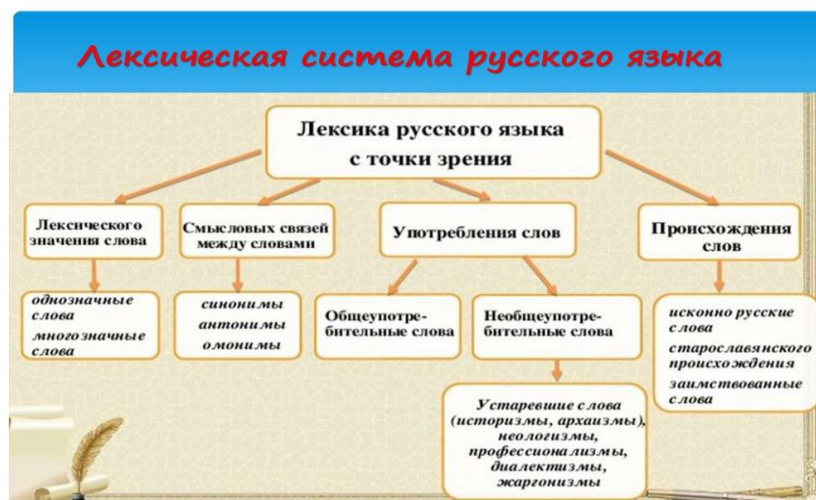 Лексическая система русского языка
Лексика русского языка
с точки зрения
Лексического
значения слова
Смысловых связей
между словами
Употребления слов
Происхождения
слов
однозначные
слова
многозначные
слова
синонимы
антонимы
омонимы
Общеупотре-
бительные слова
Необщеупотре-
бительные слова
исконно русские
слова
старославянского
происхождения
заимствованные
слова
Устаревшие слова
(историзмы, архаизмы),
неологизмы,
профессионализмы,
диалектизмы,
жаргонизмы